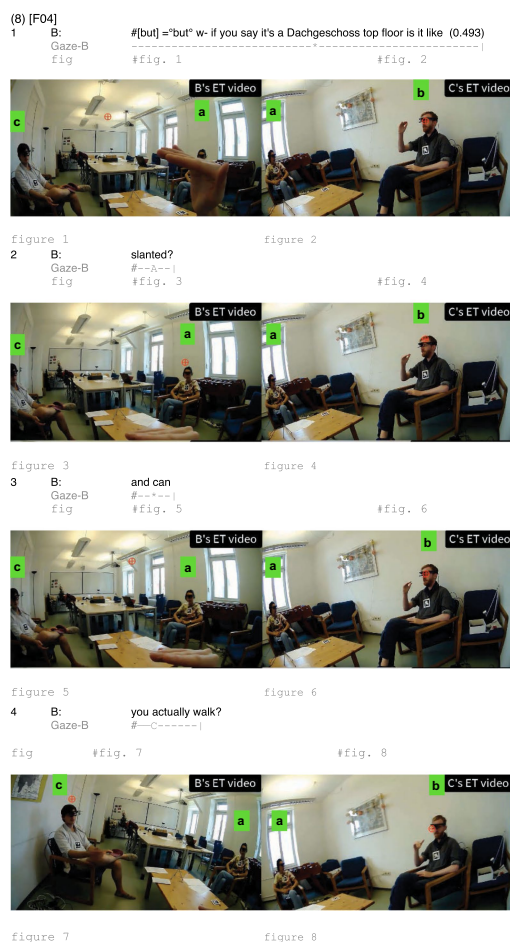 (8) [F04]
1 B: #[but] =°but° w- if you say it's a Dachgeschoss top floor is it like (0.493)
Gaze-B --------------------------------*-----------------------------|
fig #fig. 1 #fig. 2
B's ET video C's ET video
c a a b
figure 1 figure 2
2 B: slanted?
Gaze-B #--A--|
fig #fig. 3 #fig. 4
B's ET video C's ET video
c a a b
figure 3 figure 4
3 B: and can
Gaze-B #--*--|
fig #fig. 5 #fig. 6
B's ET video C's ET video
c a a b
figure 5 figure 6
4 B: you actually walk?
Gaze-B #——C------|
fig #fig. 7 #fig. 8
B's ET video C's ET video
c a a b
figure 7 figure 8